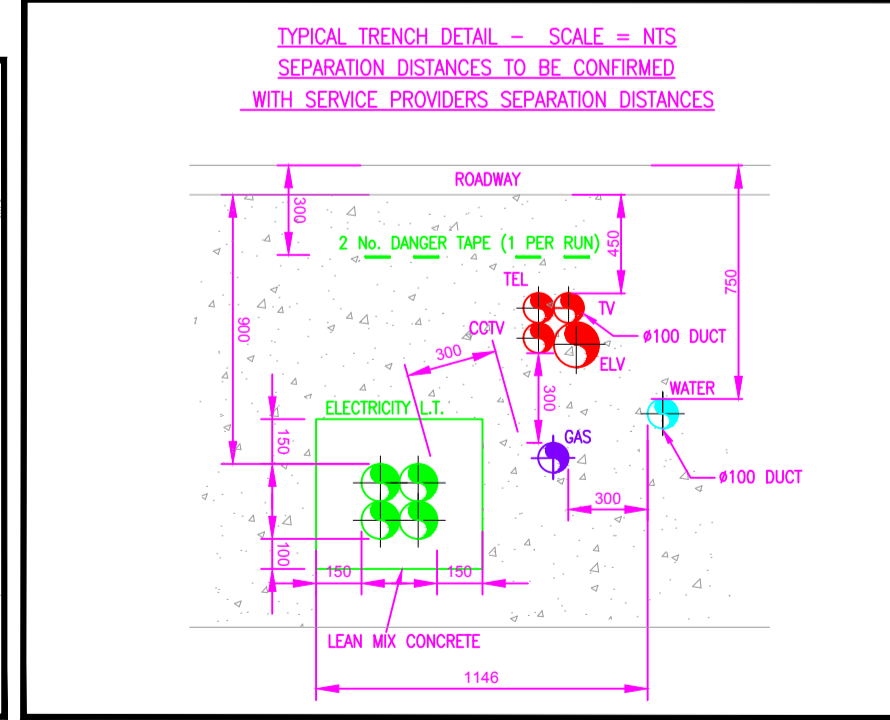 TYPICAL TRENCH DETAIL – SCALE = NTS
SEPARATION DISTANCES TO BE CONFIRMED
WITH SERVICE PROVIDERS SEPARATION DISTANCES
ROADWAY
300
2 No. DANGER TAPE (1 PER RUN)
450
750
TEL
TV
900
CCTV
ø100 DUCT
300
ELV
WATER
300
ELECTRICITY L.T.
150
GAS
ø100 DUCT
300
100
150
150
LEAN MIX CONCRETE
1146